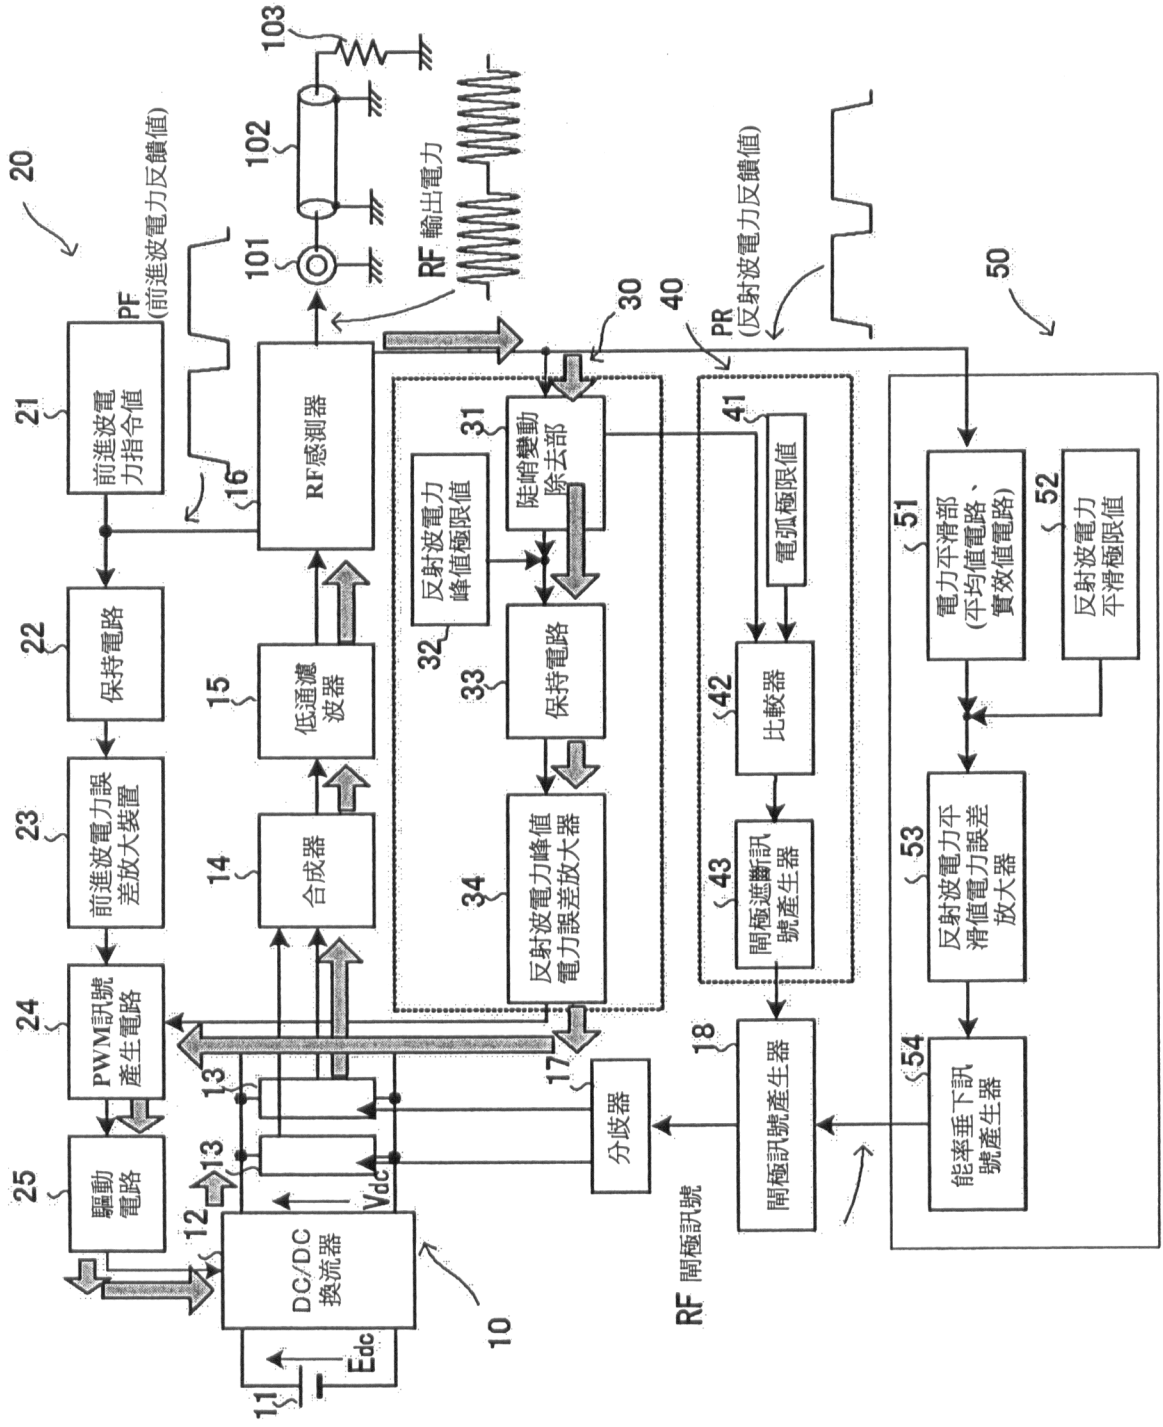 20
21
前進波電
力指令值
PF
(前進波電力反饋值)
22
保持電路
23
前進波電力誤
差放大裝置
24
PWM訊號
產生電路
25
驅動
電路
11
Edc
12
DC/DC
換流器
10
Vdc
13
13
14
合成器
15
低通濾
波器
16
RF感測器
101
102
103
RF 輸出電力
30
31
陡峭變動
除去部
32
反射波電力
峰值極限值
33
保持電路
34
反射波電力峰值
電力誤差放大器
17
分歧器
18
閘極訊號產生器
RF 閘極訊號
40
41
電弧極限值
42
比較器
43
閘極遮斷訊
號產生器
PR
(反射波電力反饋值)
50
51
電力平滑部
(平均值電路、
實效值電路)
52
反射波電力
平滑極限值
53
反射波電力平
滑值電力誤差
放大器
54
能率垂下訊
號產生器